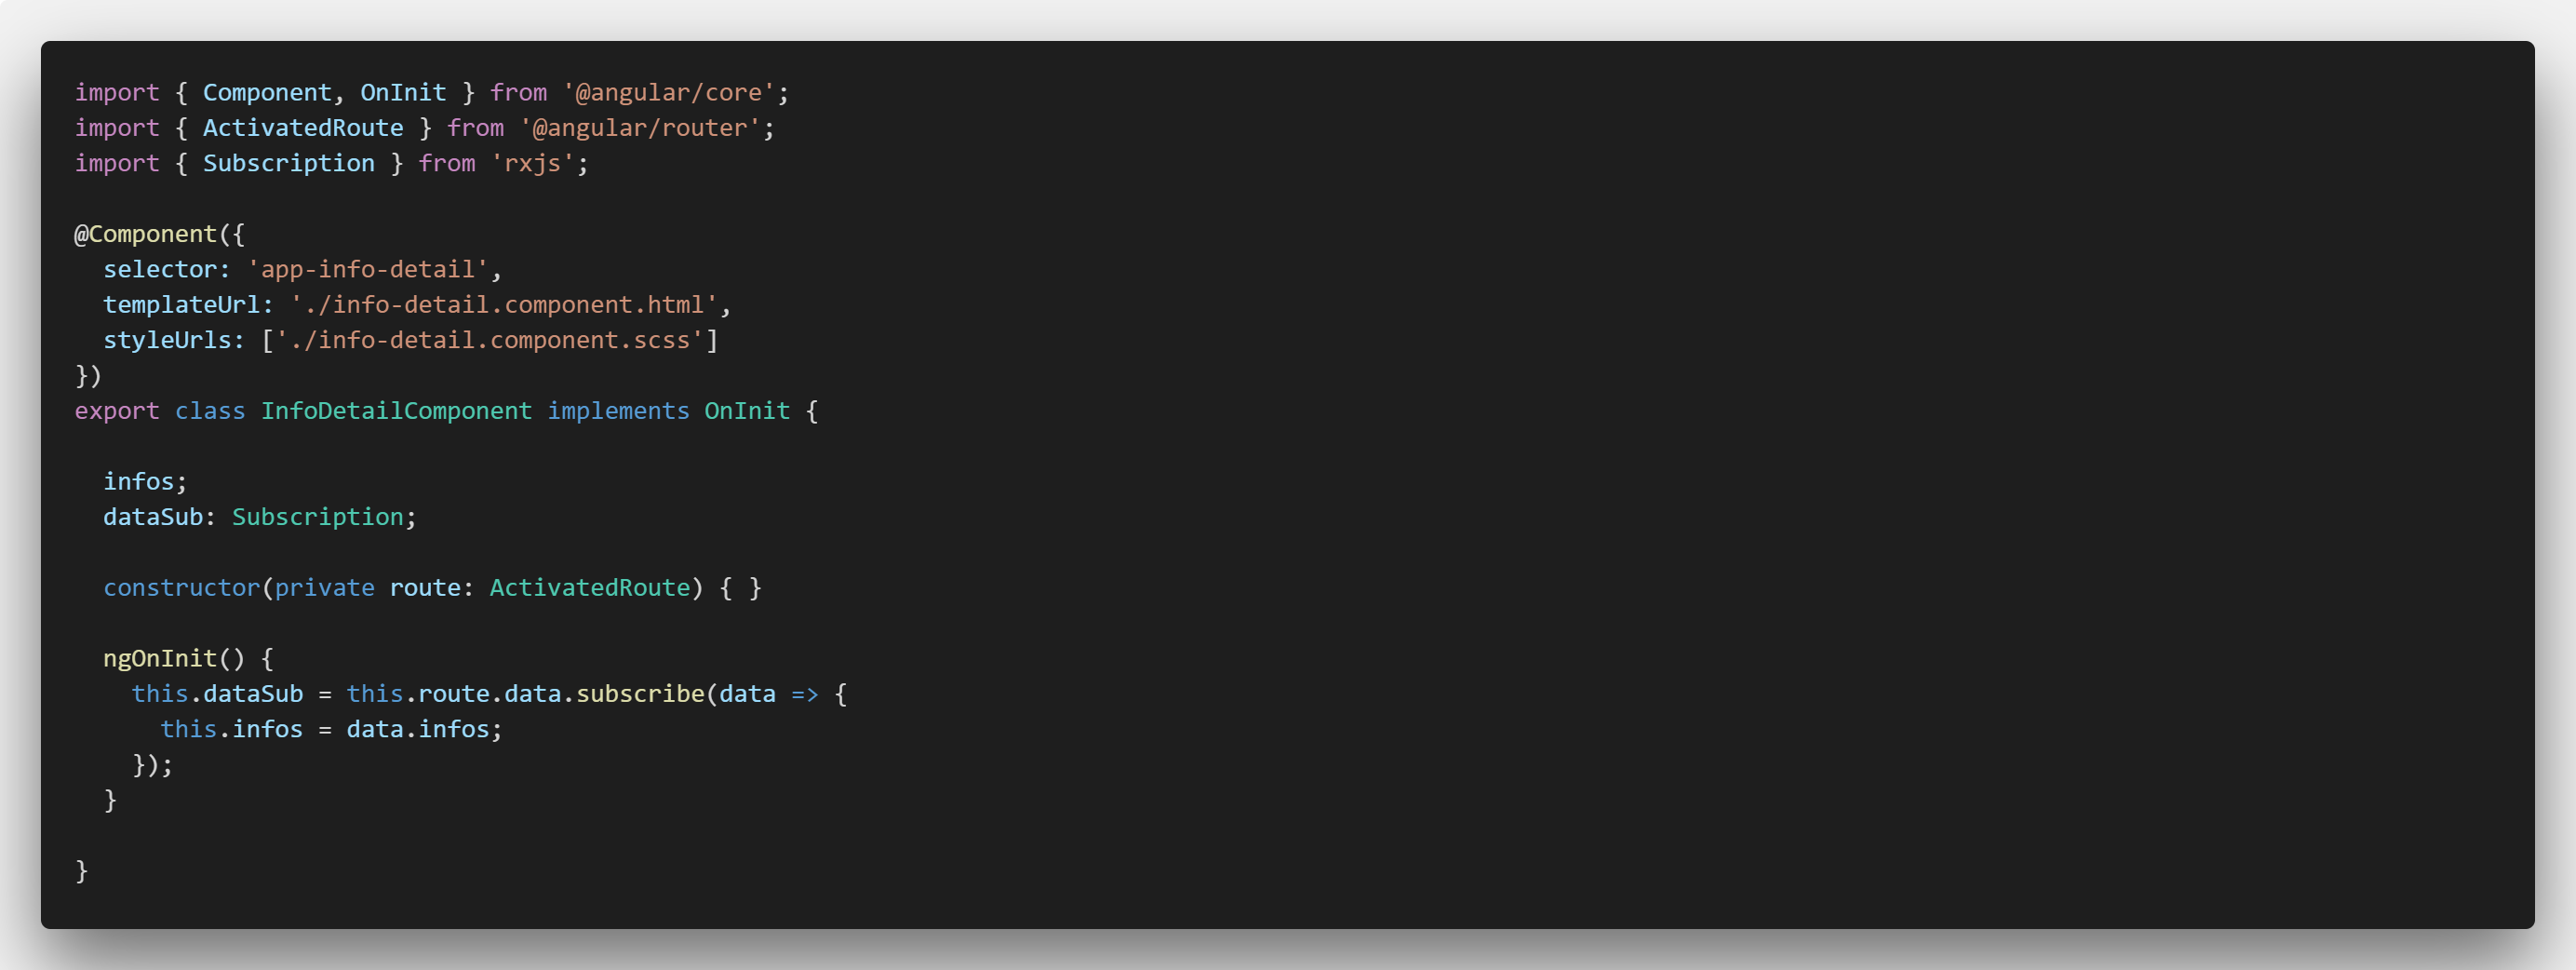 import { Component, OnInit } from '@angular/core';
import { ActivatedRoute } from '@angular/router';
import { Subscription } from 'rxjs';

@Component({
  selector: 'app-info-detail',
  templateUrl: './info-detail.component.html',
  styleUrls: ['./info-detail.component.scss']
})
export class InfoDetailComponent implements OnInit {

  infos;
  dataSub: Subscription;

  constructor(private route: ActivatedRoute) { }

  ngOnInit() {
    this.dataSub = this.route.data.subscribe(data => {
      this.infos = data.infos;
    });
  }

}